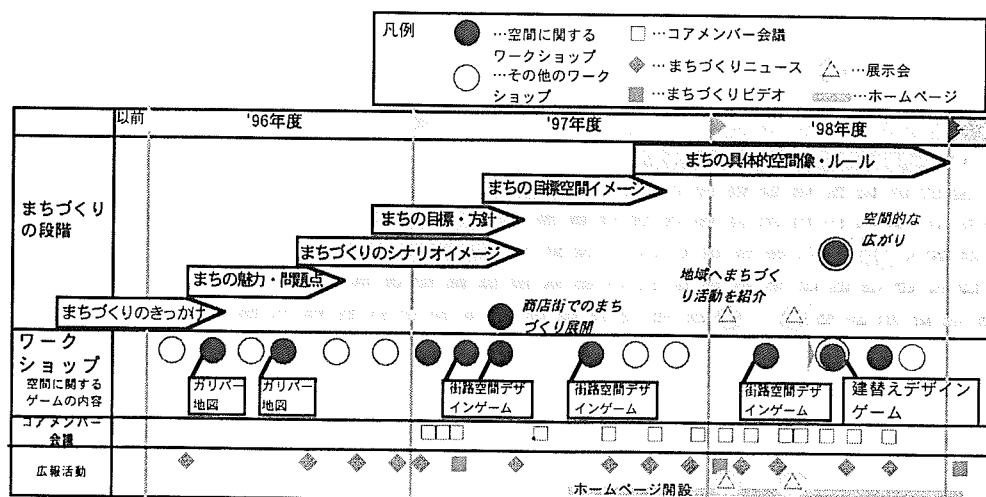 凡例
…空間に関する
ワークショップ
…その他のワーク
ショップ
…コアメンバー会議
…まちづくりニュース
…展示会
…まちづくりビデオ
…ホームページ
以前
'96年度
'97年度
'98年度
まちづくり
の段階
まちの具体的空間像・ルール
まちの目標空間イメージ
まちの目標・方針
まちづくりのシナリオイメージ
まちの魅力・問題点
まちづくりのきっかけ
空間的な
広がり
地域へまちづく
り活動を紹介
商店街でのまち
づくり展開
ワーク
ショップ
空間に関する
ゲームの内容
ガリバー
地図
ガリバー
地図
街路空間デザ
インゲーム
街路空間デザ
インゲーム
街路空間デザ
インゲーム
建替えデザイン
ゲーム
コアメンバー
会議
広報活動
ホームページ開設